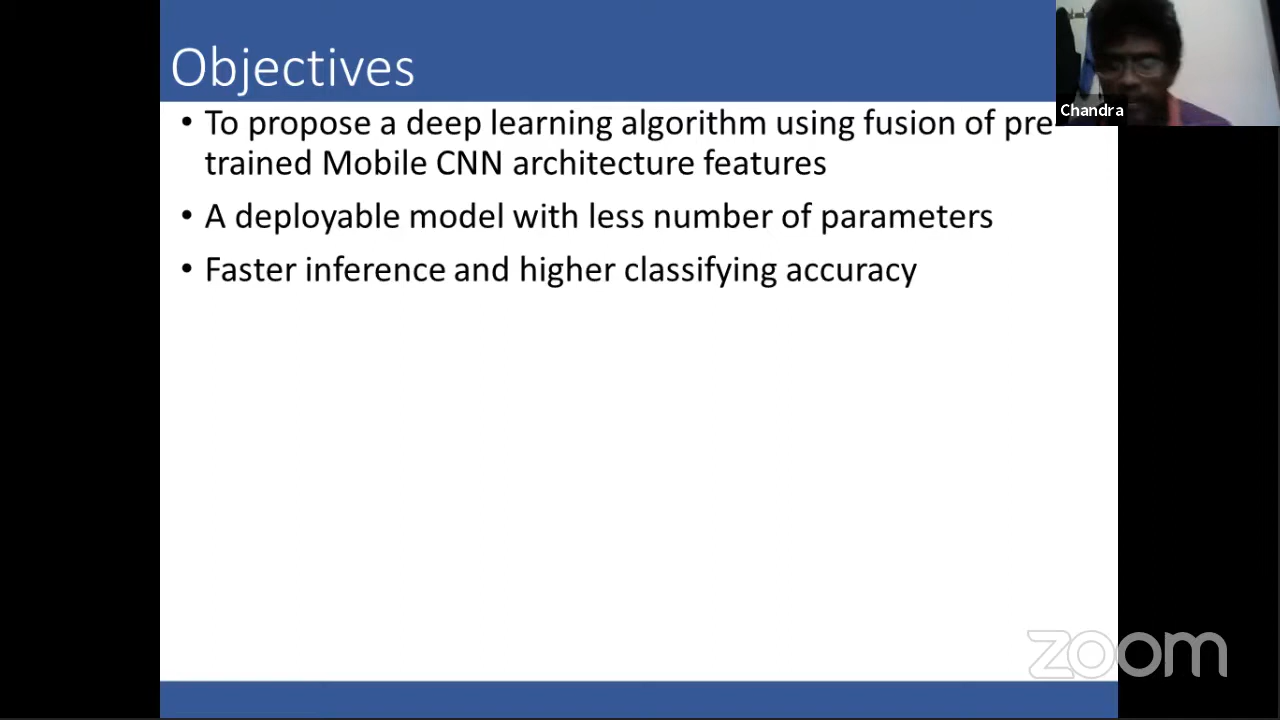 Objectives
Chandra
• To propose a deep learning algorithm using fusion of pre
trained Mobile CNN architecture features
• A deployable model with less number of parameters
• Faster inference and higher classifying accuracy
zoom